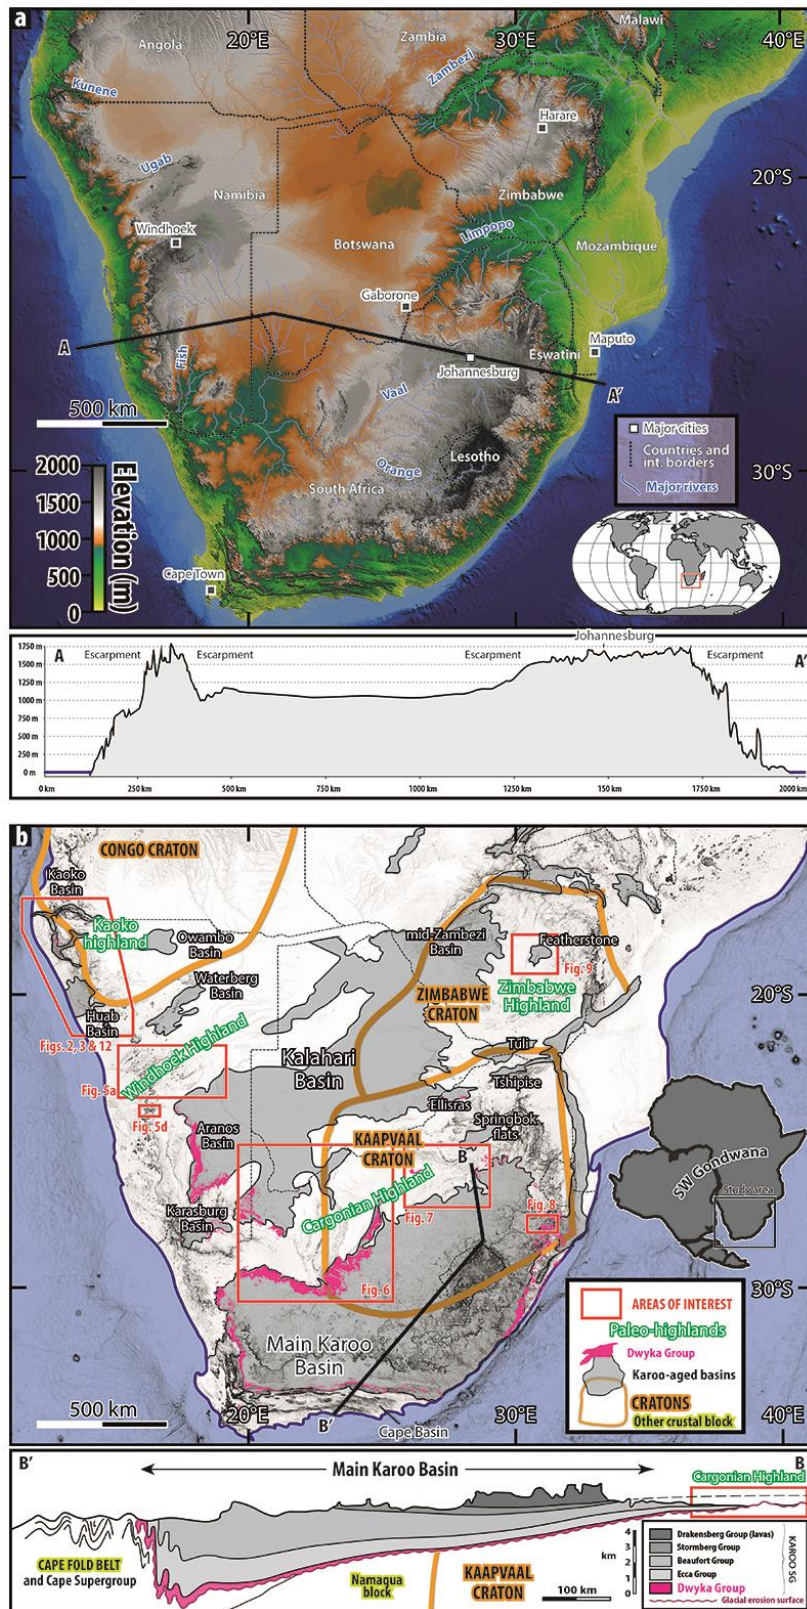 a
Angola
20°E
Zambia
30°E
Malawi
40°E
Kunene
Zambezi
Harare
Ugab
20°S
Namibia
Zimbabwe
Windhoek
Limpopo
Botswana
Mozambique
Gaborone
A
Fish
Maputo
Eswatini
Johannesburg
A'
500 km
Vaal
Major cities
Countries and
int. borders
Major rivers
Lesotho
Orange
30°S
South Africa
2000
1500
1000
500
0
Elevation (m)
Cape Town
Johannesburg
1750 m
1500 m
1250 m
1000 m
750 m
500 m
250 m
0 m
A
Escarpment
Escarpment
Escarpment
Escarpment
A'
0 km
250 km
500 km
750 km
1000 km
1250 km
1500 km
1750 km
2000 km
b
CONGO CRATON
Kaoko
Basin
Kaoko
highland
Owambo
Basin
mid-Zambezi
Basin
Featherstone
Fig. 9
Waterberg
Basin
ZIMBABWE
CRATON
Zimbabwe
Highland
20°S
Huab
Basin
Figs. 2, 3 & 12
Windhoek Highland
Kalahari
Basin
Tuli
Fig. 5a
Tshipise
Ellisras
Fig. 5d
Aranos
Basin
Springbok
flats
KAAPVAAL
CRATON
B
SW Gondwana
Study area
Cargonian Highland
Karasburg
Basin
Fig. 7
Fig. 8
Fig. 6
30°S
AREAS OF INTEREST
Paleo-highlands
Dwyka Group
Karoo-aged basins
CRATONS
Other crustal block
Main Karoo
Basin
500 km
20°E
B'
Cape Basin
30°E
40°E
B'
Main Karoo Basin
B
Cargonian Highland
CAPE FOLD BELT
and Cape Supergroup
Namaqua
block
KAAPVAAL
CRATON
100 km
4
3
2
1
0
km
Drakensberg Group (lavas)
Stormberg Group
Beaufort Group
Ecca Group
Dwyka Group
Glacial erosion surface
KAROO SG